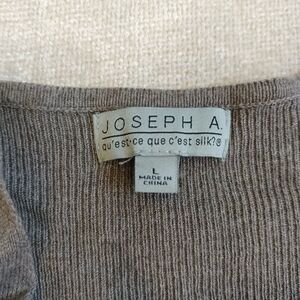 JOSEPH A.
qu'est·ce que c'est silk?®
L
MADE IN
CHINA